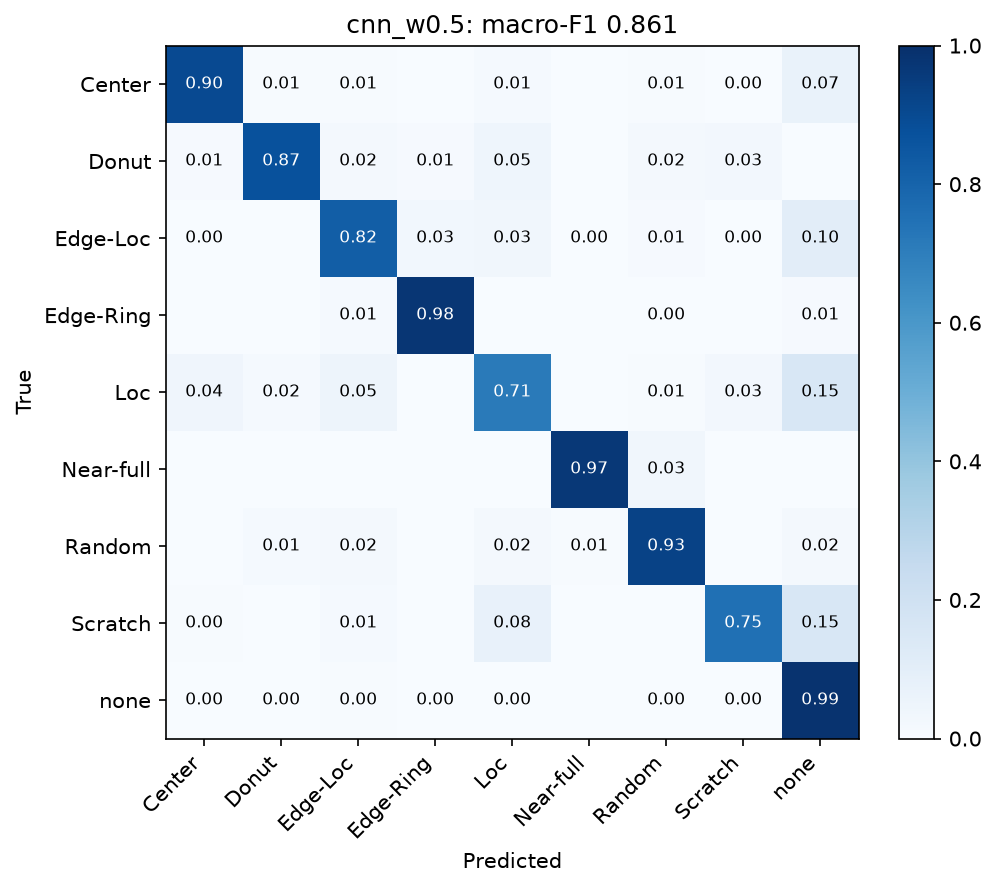 cnn_w0.5: macro-F1 0.861
Center 0.90 0.01 0.01 0.01 0.01 0.00 0.07
Donut 0.01 0.87 0.02 0.01 0.05 0.02 0.03
Edge-Loc 0.00 0.82 0.03 0.03 0.00 0.01 0.00 0.10
Edge-Ring 0.01 0.98 0.00 0.01
Loc 0.04 0.02 0.05 0.71 0.01 0.03 0.15
Near-full 0.97 0.03
Random 0.01 0.02 0.02 0.01 0.93 0.02
Scratch 0.00 0.01 0.08 0.75 0.15
none 0.00 0.00 0.00 0.00 0.00 0.00 0.00 0.99
True
Center Donut Edge-Loc Edge-Ring Loc Near-full Random Scratch none
Predicted
1.0
0.8
0.6
0.4
0.2
0.0